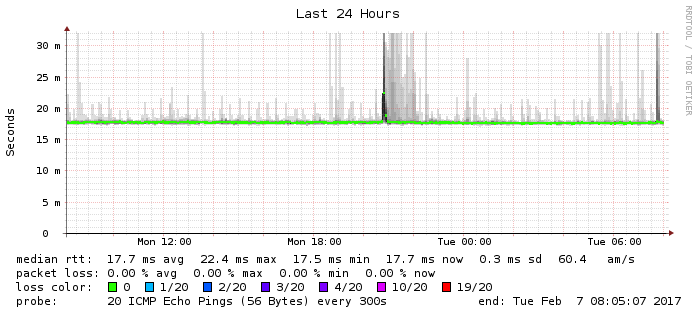 Last 24 Hours
RRDTOOL / TOBI OETIKER
Seconds
30 m
25 m
20 m
15 m
10 m
5 m
0
Mon 12:00 Mon 18:00 Tue 00:00 Tue 06:00
median rtt: 17.7 ms avg 22.4 ms max 17.5 ms min 17.7 ms now 0.3 ms sd 60.4 am/s
packet loss: 0.00 % avg 0.00 % max 0.00 % min 0.00 % now
loss color: 0 1/20 2/20 3/20 4/20 10/20 19/20
probe: 20 ICMP Echo Pings (56 Bytes) every 300s end: Tue Feb 7 08:05:07 2017